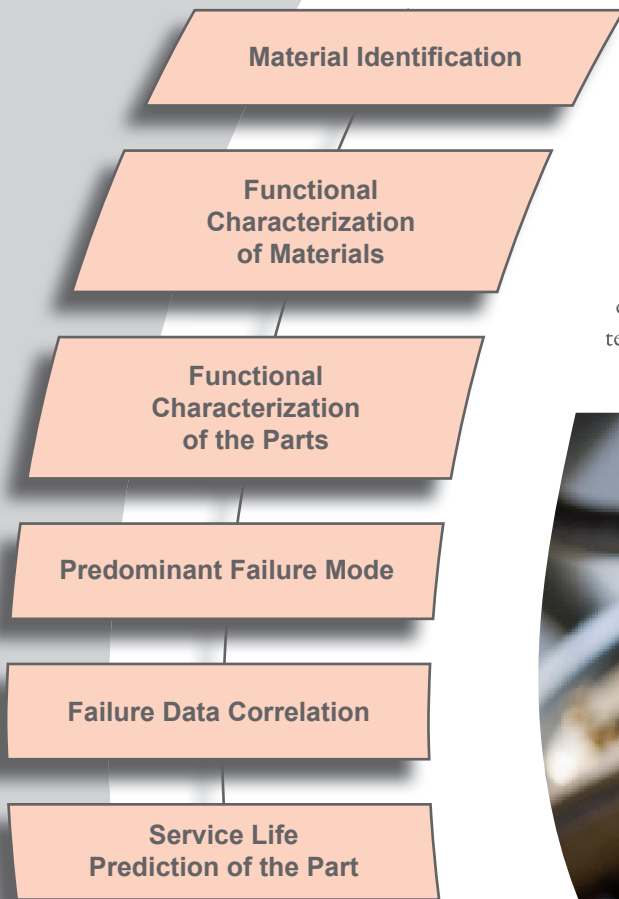 Material Identification
Functional
Characterization
of Materials
Functional
Characterization
of the Parts
Predominant Failure Mode
Failure Data Correlation
Service Life
Prediction of the Part